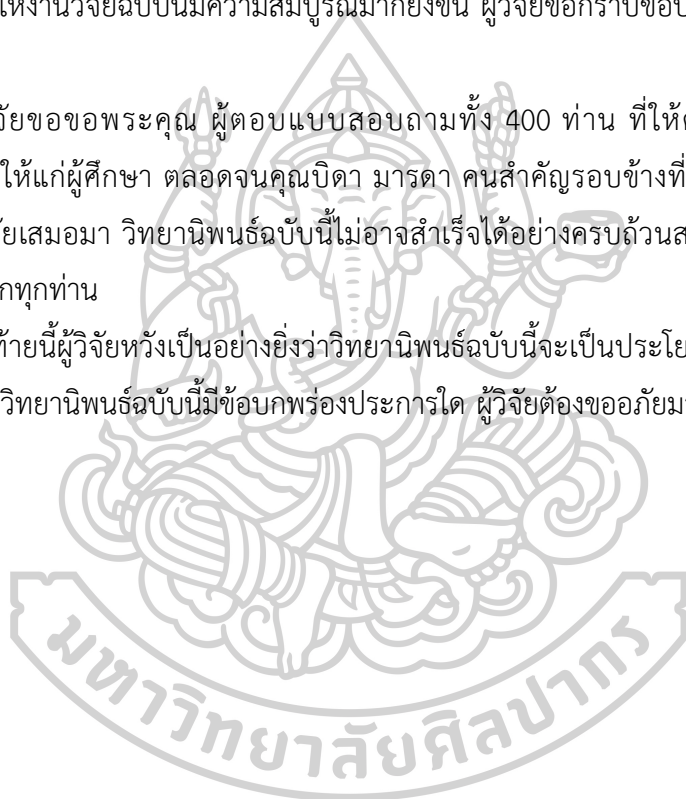 ให้งานวิจัยฉบับนี้มีความสมบูรณ์มากยิ่งขึ้น ผู้วิจัยขอกราบขอบ
จัยขอขอพระคุณ ผู้ตอบแบบสอบถามทั้ง 400 ท่าน ที่ให้
ให้แก่ผู้ศึกษา ตลอดจนคุณบิดา มารดา คนสำคัญรอบข้างที่
ัยเสมอมา วิทยานิพนธ์ฉบับนี้ไม่อาจสำเร็จได้อย่างครบถ้วน
กทุกท่าน
ท้ายนี้ผู้วิจัยหวังเป็นอย่างยิ่งว่าวิทยานิพนธ์ฉบับนี้จะเป็นประโย
วิทยานิพนธ์ฉบับนี้มีข้อบกพร่องประการใด ผู้วิจัยต้องขออภัยม
มหาวิทยาลัยศิลปากร